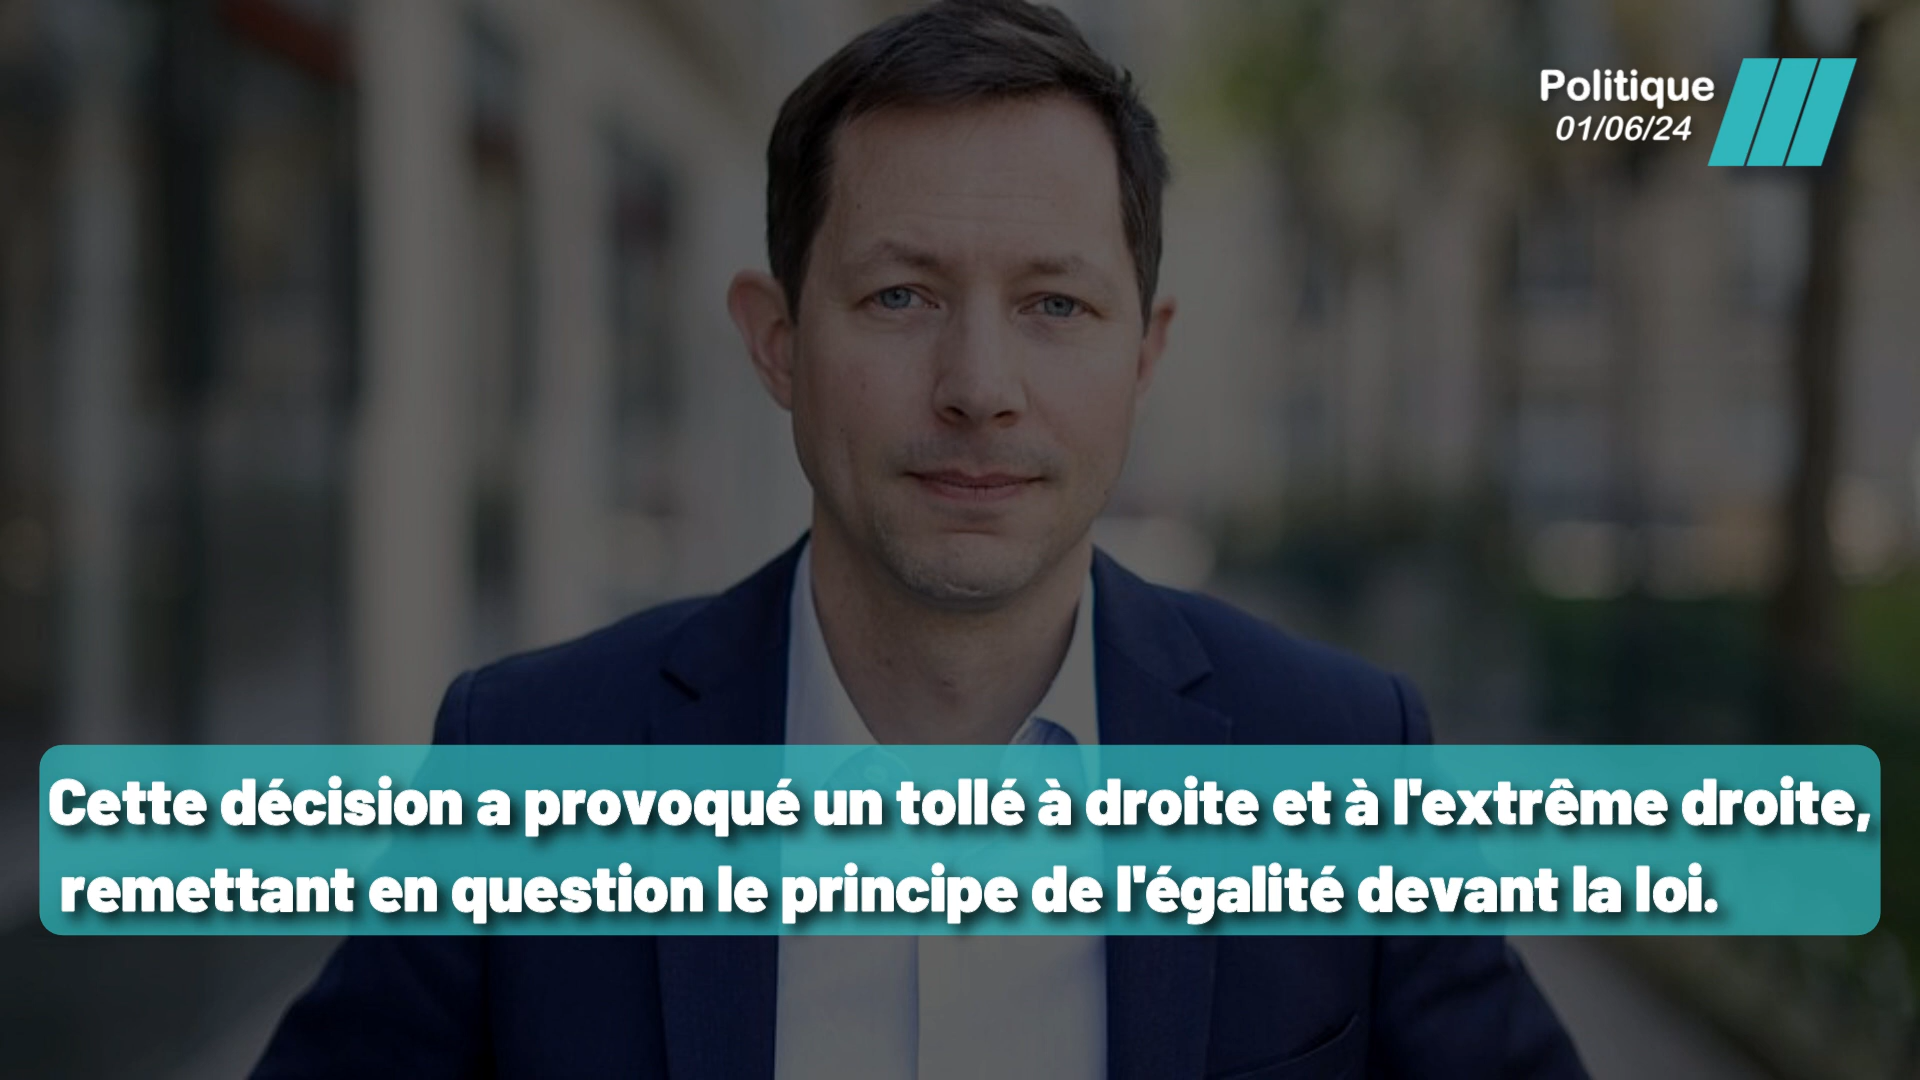 Politique
01/06/24
Cette décision a provoqué un tollé à droite et à l'extrême droite,
remettant en question le principe de l'égalité devant la loi.